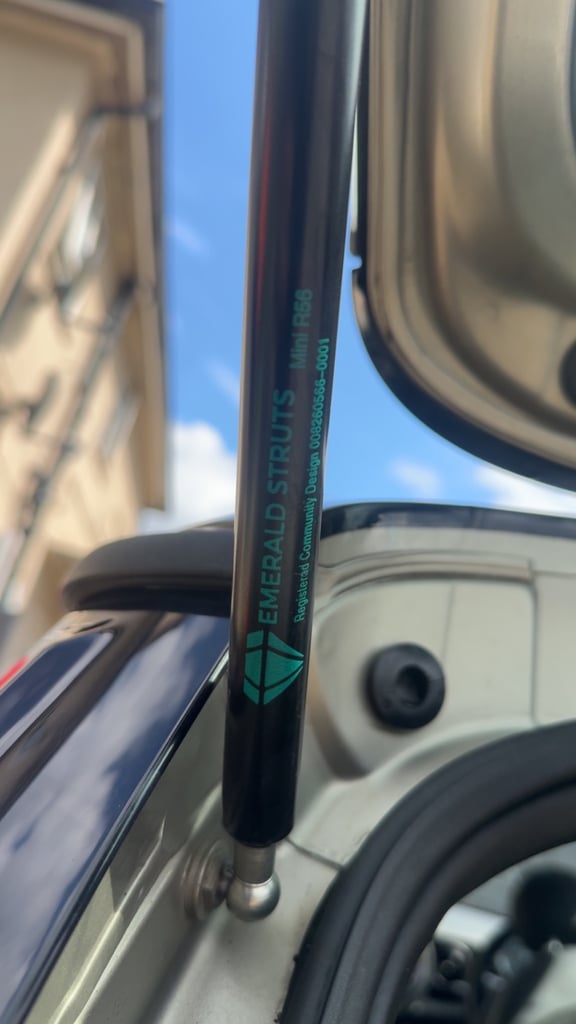 EMERALD STRUTS
Mini R56
Registered Community Design 008260566-0001